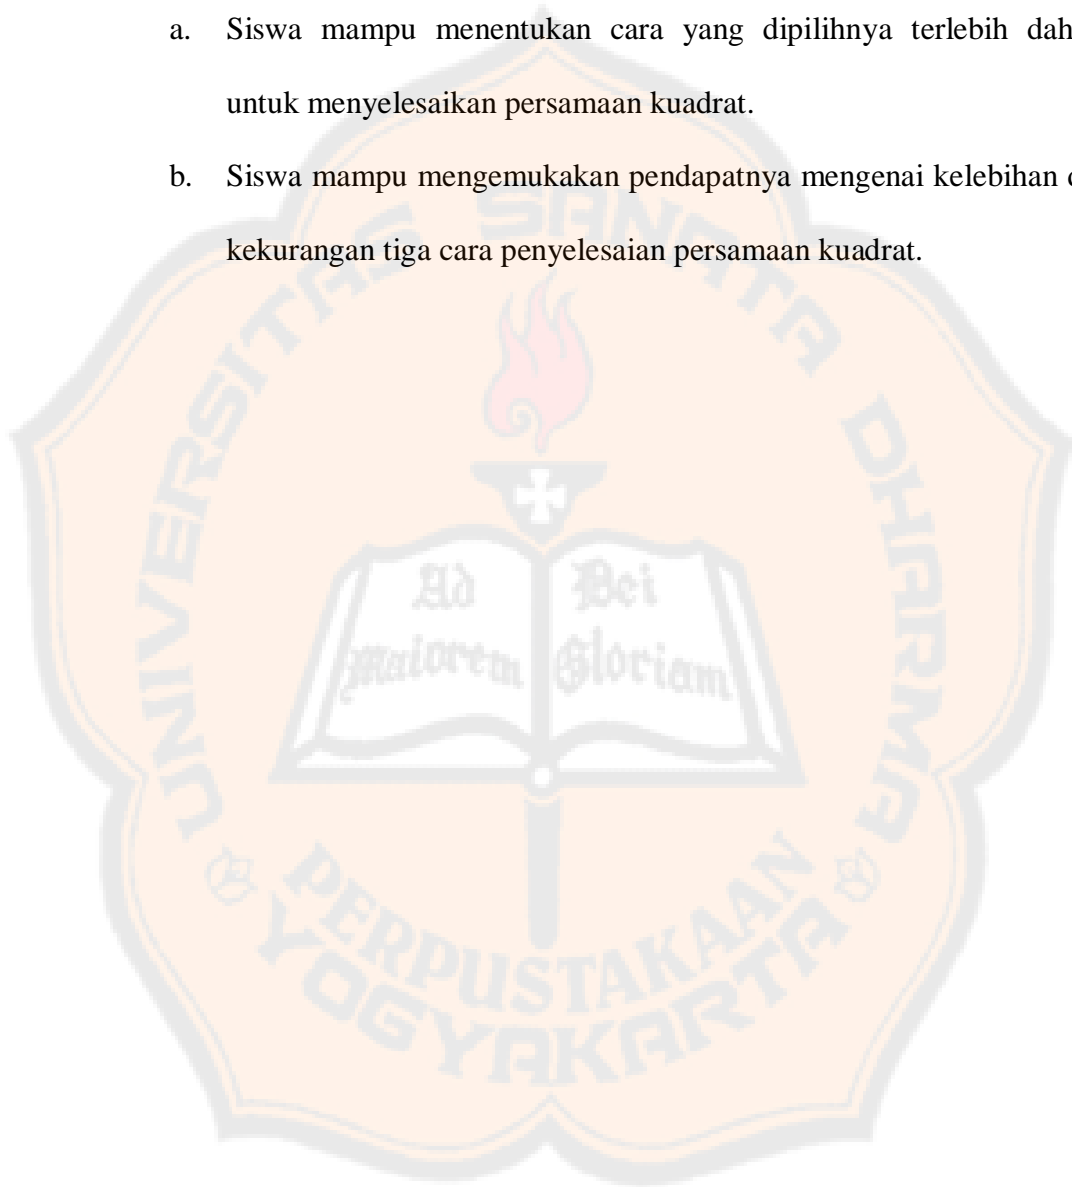 a. Siswa mampu menentukan cara yang dipilihnya terlebih dah
untuk menyelesaikan persamaan kuadrat.
b. Siswa mampu mengemukakan pendapatnya mengenai kelebihan
kekurangan tiga cara penyelesaian persamaan kuadrat.
UNIVERSITAS SANATA DHARMA
Ad Dei
maiorem Gloriam
PERPUSTAKAAN
YOGYAKARTA